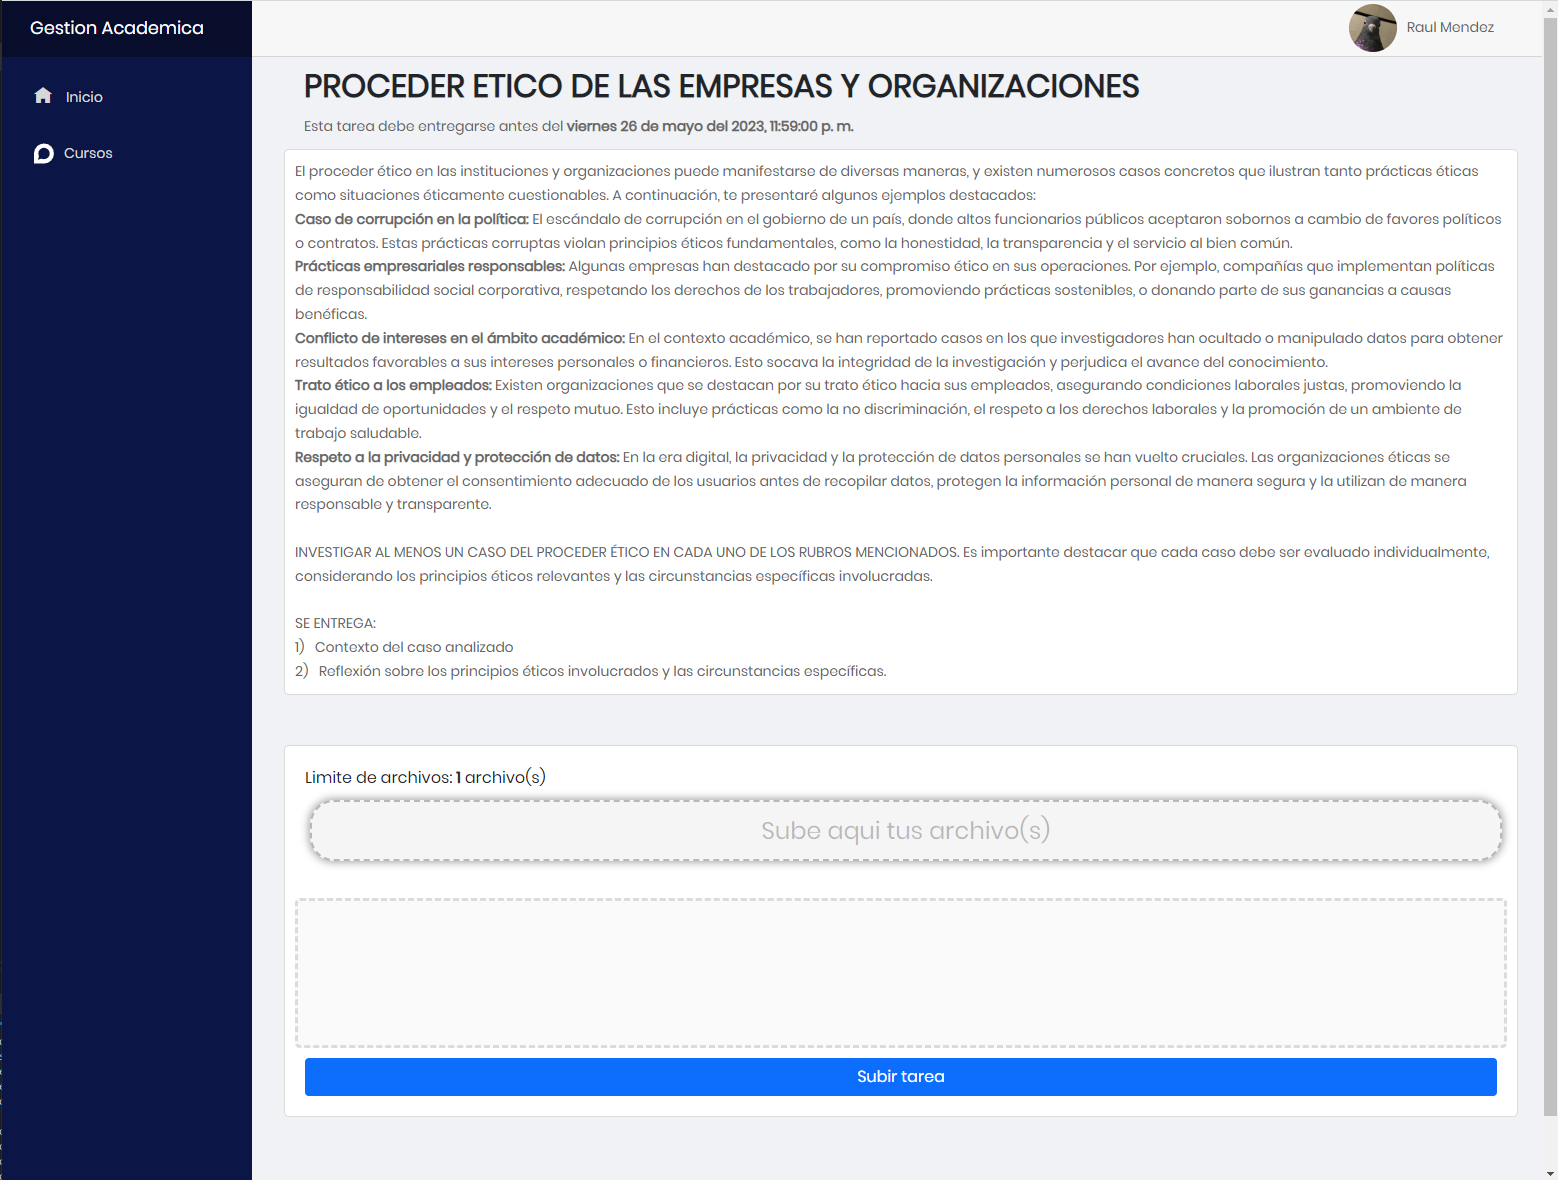 Gestion Academica
Raul Mendez
Inicio
Cursos
PROCEDER ETICO DE LAS EMPRESAS Y ORGANIZACIONES
Esta tarea debe entregarse antes del viernes 26 de mayo del 2023, 11:59:00 p. m.
El proceder ético en las instituciones y organizaciones puede manifestarse de diversas maneras, y existen numerosos casos concretos que ilustran tanto prácticas éticas
como situaciones éticamente cuestionables. A continuación, te presentaré algunos ejemplos destacados:
Caso de corrupción en la política: El escándalo de corrupción en el gobierno de un país, donde altos funcionarios públicos aceptaron sobornos a cambio de favores políticos
o contratos. Estas prácticas corruptas violan principios éticos fundamentales, como la honestidad, la transparencia y el servicio al bien común.
Prácticas empresariales responsables: Algunas empresas han destacado por su compromiso ético en sus operaciones. Por ejemplo, compañías que implementan políticas
de responsabilidad social corporativa, respetando los derechos de los trabajadores, promoviendo prácticas sostenibles, o donando parte de sus ganancias a causas
benéficas.
Conflicto de intereses en el ámbito académico: En el contexto académico, se han reportado casos en los que investigadores han ocultado o manipulado datos para obtener
resultados favorables a sus intereses personales o financieros. Esto socava la integridad de la investigación y perjudica el avance del conocimiento.
Trato ético a los empleados: Existen organizaciones que se destacan por su trato ético hacia sus empleados, asegurando condiciones laborales justas, promoviendo la
igualdad de oportunidades y el respeto mutuo. Esto incluye prácticas como la no discriminación, el respeto a los derechos laborales y la promoción de un ambiente de
trabajo saludable.
Respeto a la privacidad y protección de datos: En la era digital, la privacidad y la protección de datos personales se han vuelto cruciales. Las organizaciones éticas se
aseguran de obtener el consentimiento adecuado de los usuarios antes de recopilar datos, protegen la información personal de manera segura y la utilizan de manera
responsable y transparente.
INVESTIGAR AL MENOS UN CASO DEL PROCEDER ÉTICO EN CADA UNO DE LOS RUBROS MENCIONADOS. Es importante destacar que cada caso debe ser evaluado individualmente,
considerando los principios éticos relevantes y las circunstancias específicas involucradas.
SE ENTREGA:
1) Contexto del caso analizado
2) Reflexión sobre los principios éticos involucrados y las circunstancias específicas.
Limite de archivos: 1 archivo(s)
Sube aqui tus archivo(s)
Subir tarea